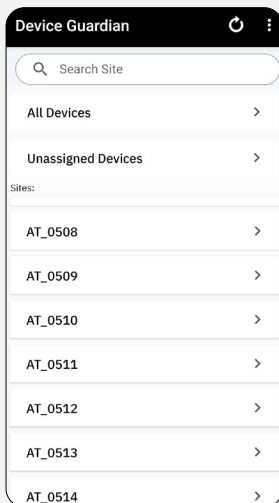 Device Guardian
Search Site
All Devices
Unassigned Devices
Sites:
AT_0508
AT_0509
AT_0510
AT_0511
AT_0512
AT_0513
AT_0514